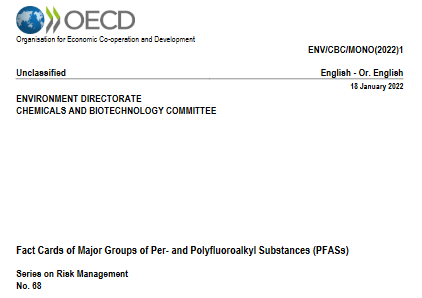 OECD
Organisation for Economic Co-operation and Development
ENV/CBC/MONO(2022)1
Unclassified English - Or. English
18 January 2022
ENVIRONMENT DIRECTORATE
CHEMICALS AND BIOTECHNOLOGY COMMITTEE
Fact Cards of Major Groups of Per- and Polyfluoroalkyl Substances (PFASs)
Series on Risk Management
No. 68